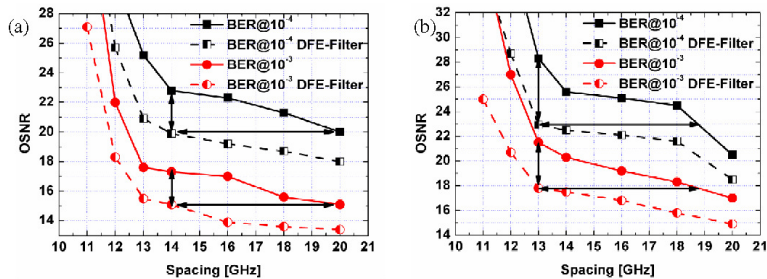 (a)
BER@10⁻⁴
BER@10⁻⁴ DFE-Filter
BER@10⁻³
BER@10⁻³ DFE-Filter
OSNR
28
26
24
22
20
18
16
14
10 11 12 13 14 15 16 17 18 19 20 21
Spacing [GHz]
(b)
BER@10⁻⁴
BER@10⁻⁴ DFE-Filter
BER@10⁻³
BER@10⁻³ DFE-Filter
OSNR
32
30
28
26
24
22
20
18
16
14
10 11 12 13 14 15 16 17 18 19 20 21
Spacing [GHz]